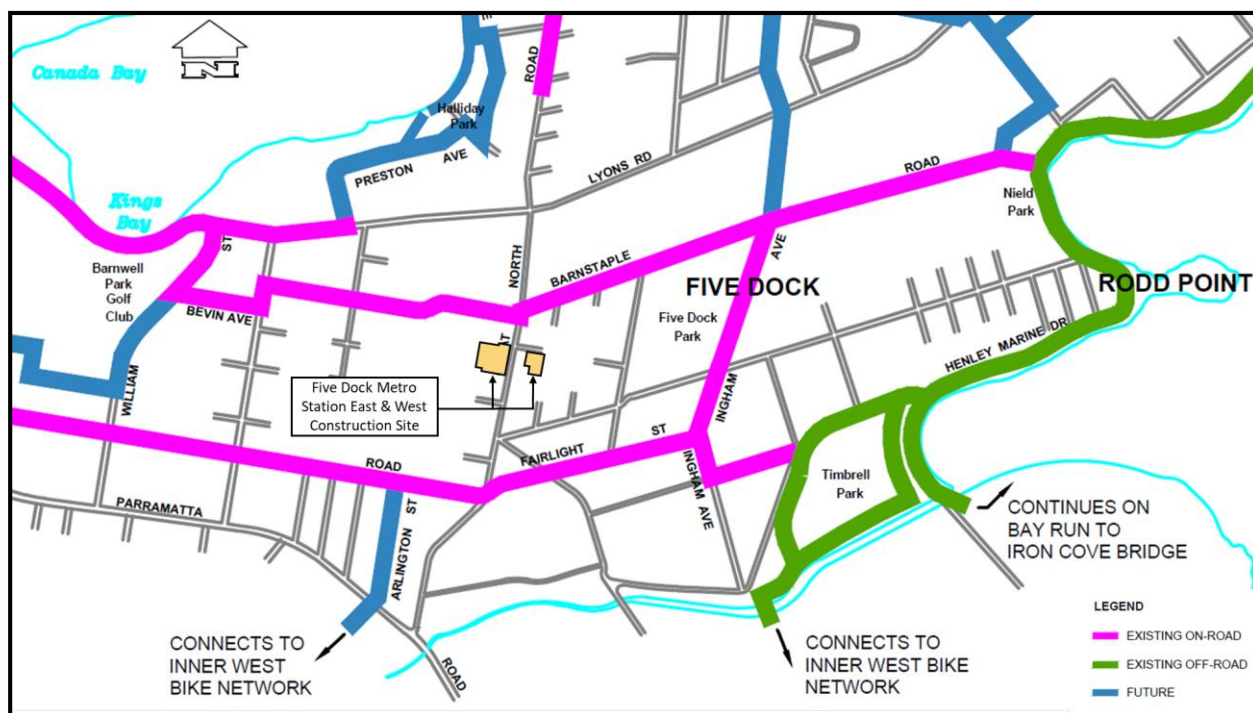 N
Canada Bay
Halliday
Park
ROAD
PRESTON AVE
LYONS RD
Kings
Bay
ROAD
Nield
Park
ST
NORTH
AVE
Barnwell
Park
Golf
Club
BARNSTAPLE
FIVE DOCK
RODD POINT
BEVIN AVE
Five Dock
Park
HENLEY MARINE DR
Five Dock Metro
Station East & West
Construction Site
WILLIAM
INGHAM
ROAD
FAIRLIGHT ST
INGHAM AVE
Timbrell
Park
PARRAMATTA
ARLINGTON ST
CONTINUES ON
BAY RUN TO
IRON COVE BRIDGE
ROAD
CONNECTS TO
INNER WEST
BIKE NETWORK
CONNECTS TO
INNER WEST BIKE
NETWORK
LEGEND
EXISTING ON-ROAD
EXISTING OFF-ROAD
FUTURE